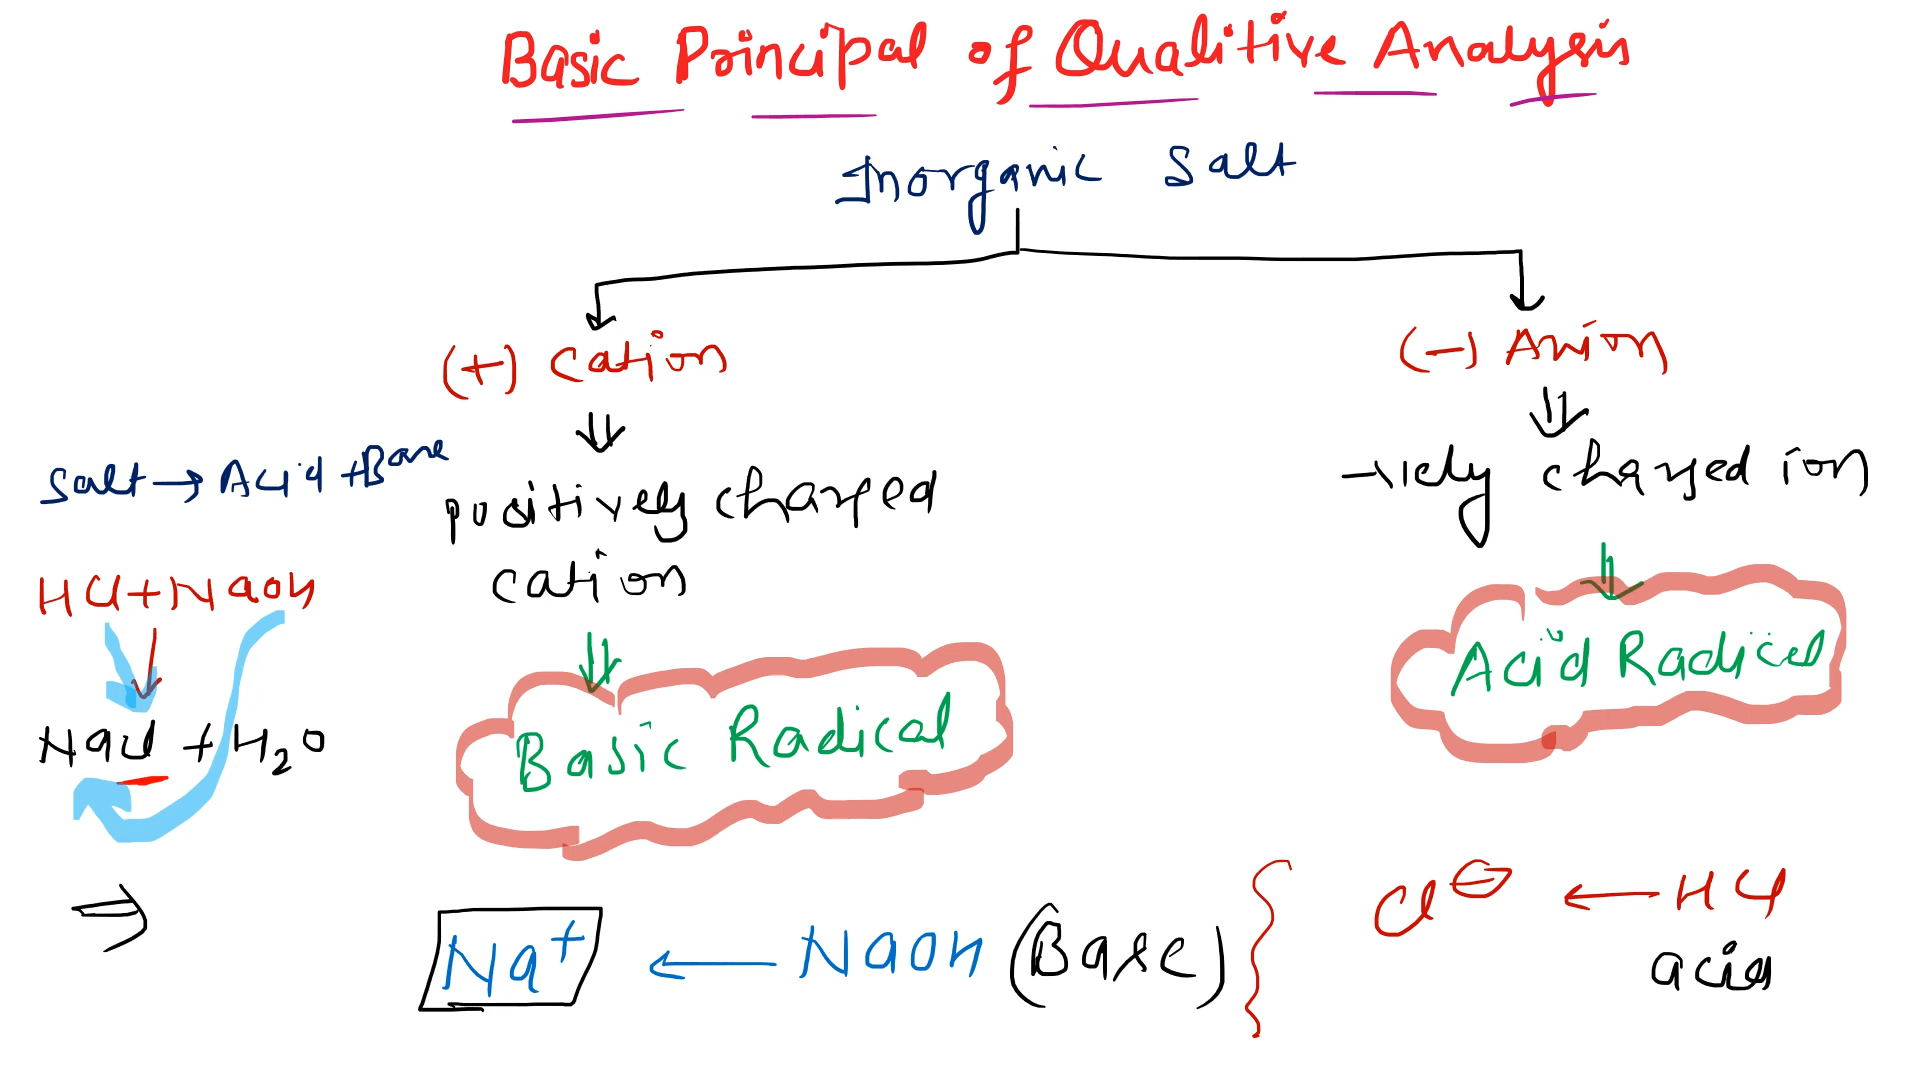 Basic Principal of Qualitive Analysis
Inorganic Salt
(+) Cation
(-) Anion
Salt → Acid + Base
positively charged
cation
-vely charged ion
HCl + NaOH
NaCl + H2O
Basic Radical
Acid Radical
⇒
Na+ ← NaOH (Base)
Cl⊖ ← HCl
acid